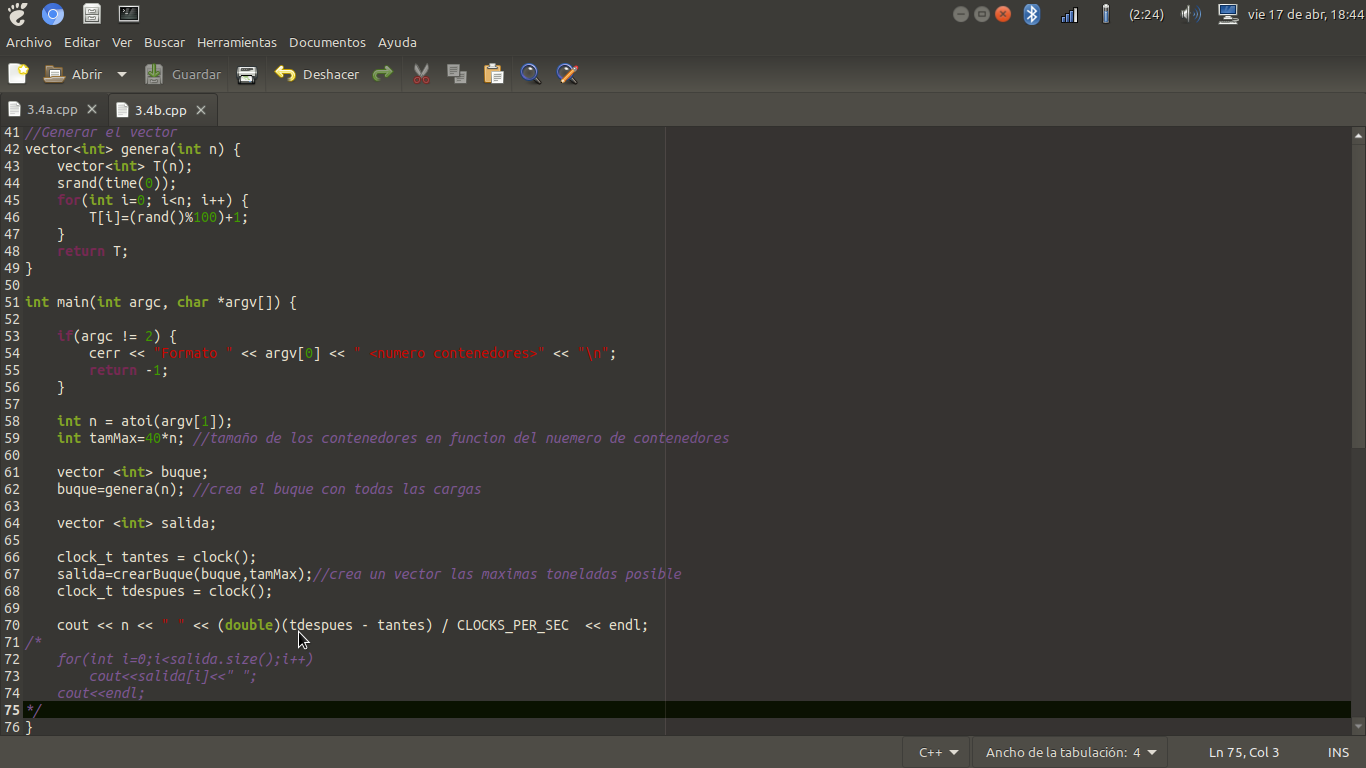 (2:24) vie 17 de abr, 18:44
Archivo Editar Ver Buscar Herramientas Documentos Ayuda
Abrir Guardar Deshacer
3.4a.cpp 3.4b.cpp
41 //Generar el vector
42 vector<int> genera(int n) {
43     vector<int> T(n);
44     srand(time(0));
45     for(int i=0; i<n; i++) {
46         T[i]=(rand()%100)+1;
47     }
48     return T;
49 }
50
51 int main(int argc, char *argv[]) {
52
53     if(argc != 2) {
54         cerr << "Formato " << argv[0] << " <numero contenedores>" << "\n";
55         return -1;
56     }
57
58     int n = atoi(argv[1]);
59     int tamMax=40*n; //tamaño de los contenedores en funcion del nuemero de contenedores
60
61     vector <int> buque;
62     buque=genera(n); //crea el buque con todas las cargas
63
64     vector <int> salida;
65
66     clock_t tantes = clock();
67     salida=crearBuque(buque,tamMax);//crea un vector las maximas toneladas posible
68     clock_t tdespues = clock();
69
70     cout << n << " " << (double)(tdespues - tantes) / CLOCKS_PER_SEC  << endl;
71 /*
72     for(int i=0;i<salida.size();i++)
73         cout<<salida[i]<<" ";
74     cout<<endl;
75 */
76 }
C++ Ancho de la tabulación: 4 Ln 75, Col 3 INS